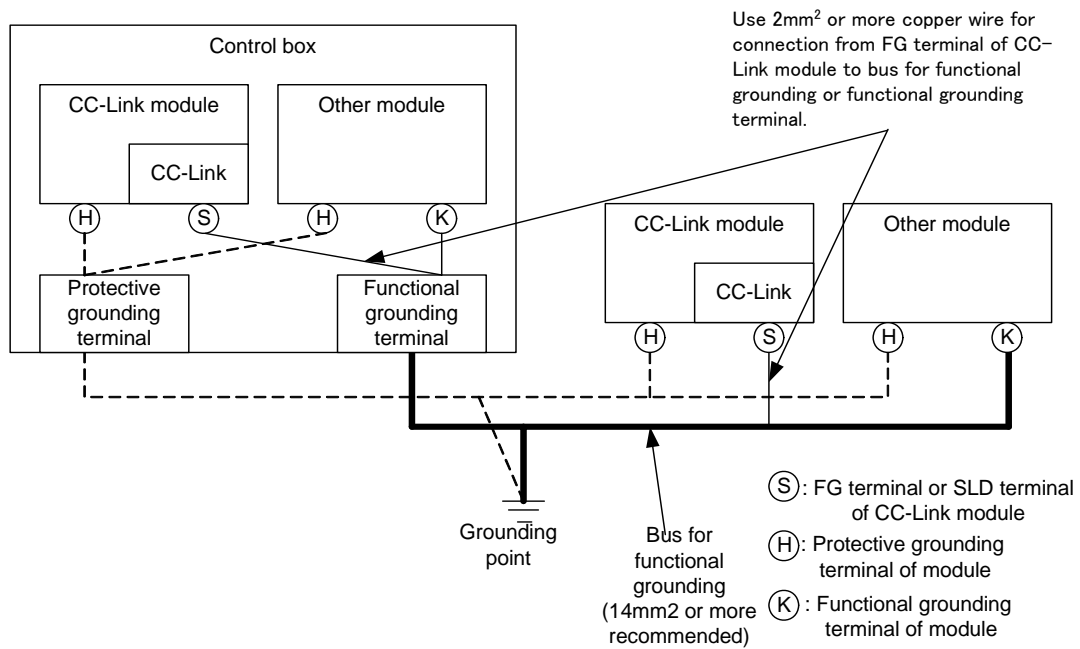 Use 2mm² or more copper wire for
connection from FG terminal of CC-
Link module to bus for functional
grounding or functional grounding
terminal.
Control box
CC-Link module
Other module
CC-Link
H
S
H
K
Protective
grounding
terminal
Functional
grounding
terminal
CC-Link module
Other module
CC-Link
H
S
H
K
Grounding
point
Bus for
functional
grounding
(14mm2 or more
recommended)
S : FG terminal or SLD terminal
of CC-Link module
H : Protective grounding
terminal of module
K : Functional grounding
terminal of module